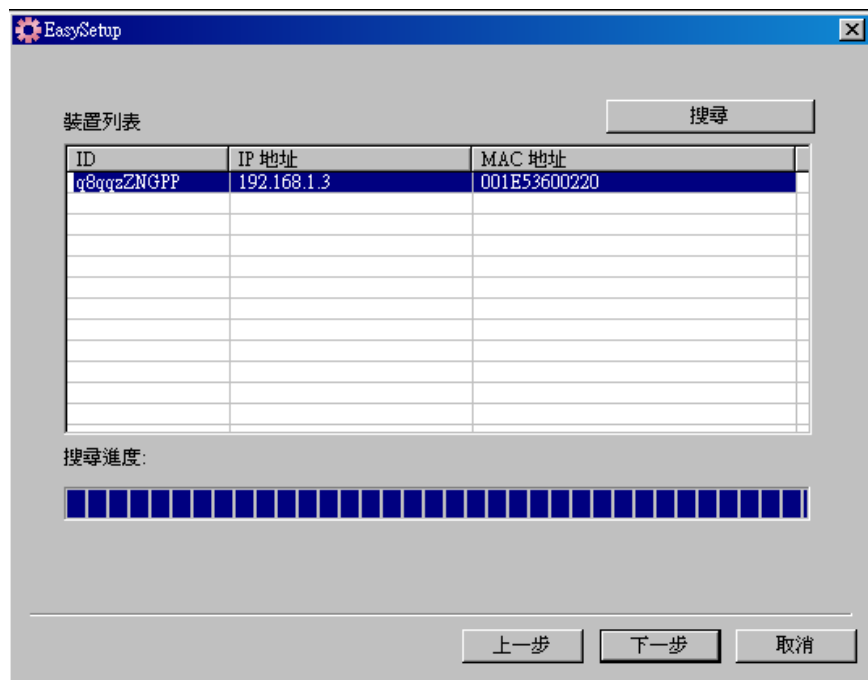 EasySetup
裝置列表
搜尋
ID IP 地址 MAC 地址
q8qqzZNGPP 192.168.1.3 001E53600220
搜尋進度:
上一步 下一步 取消